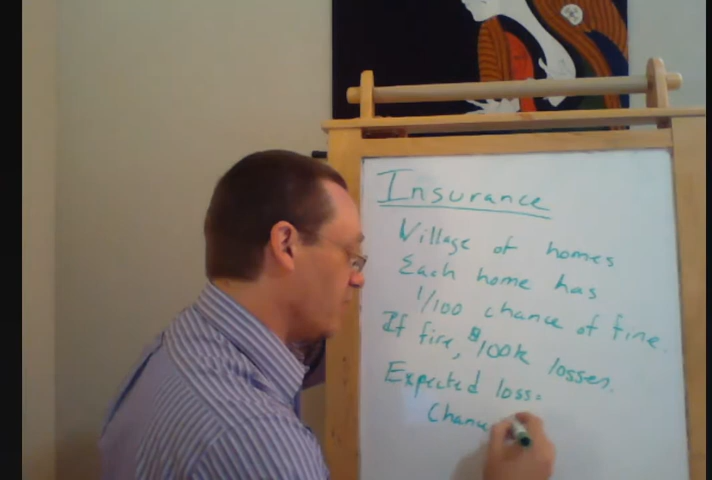 Insurance
Village of homes
Each home has
1/100 chance of fire.
If fire, $100k losses.
Expected loss=
Chance